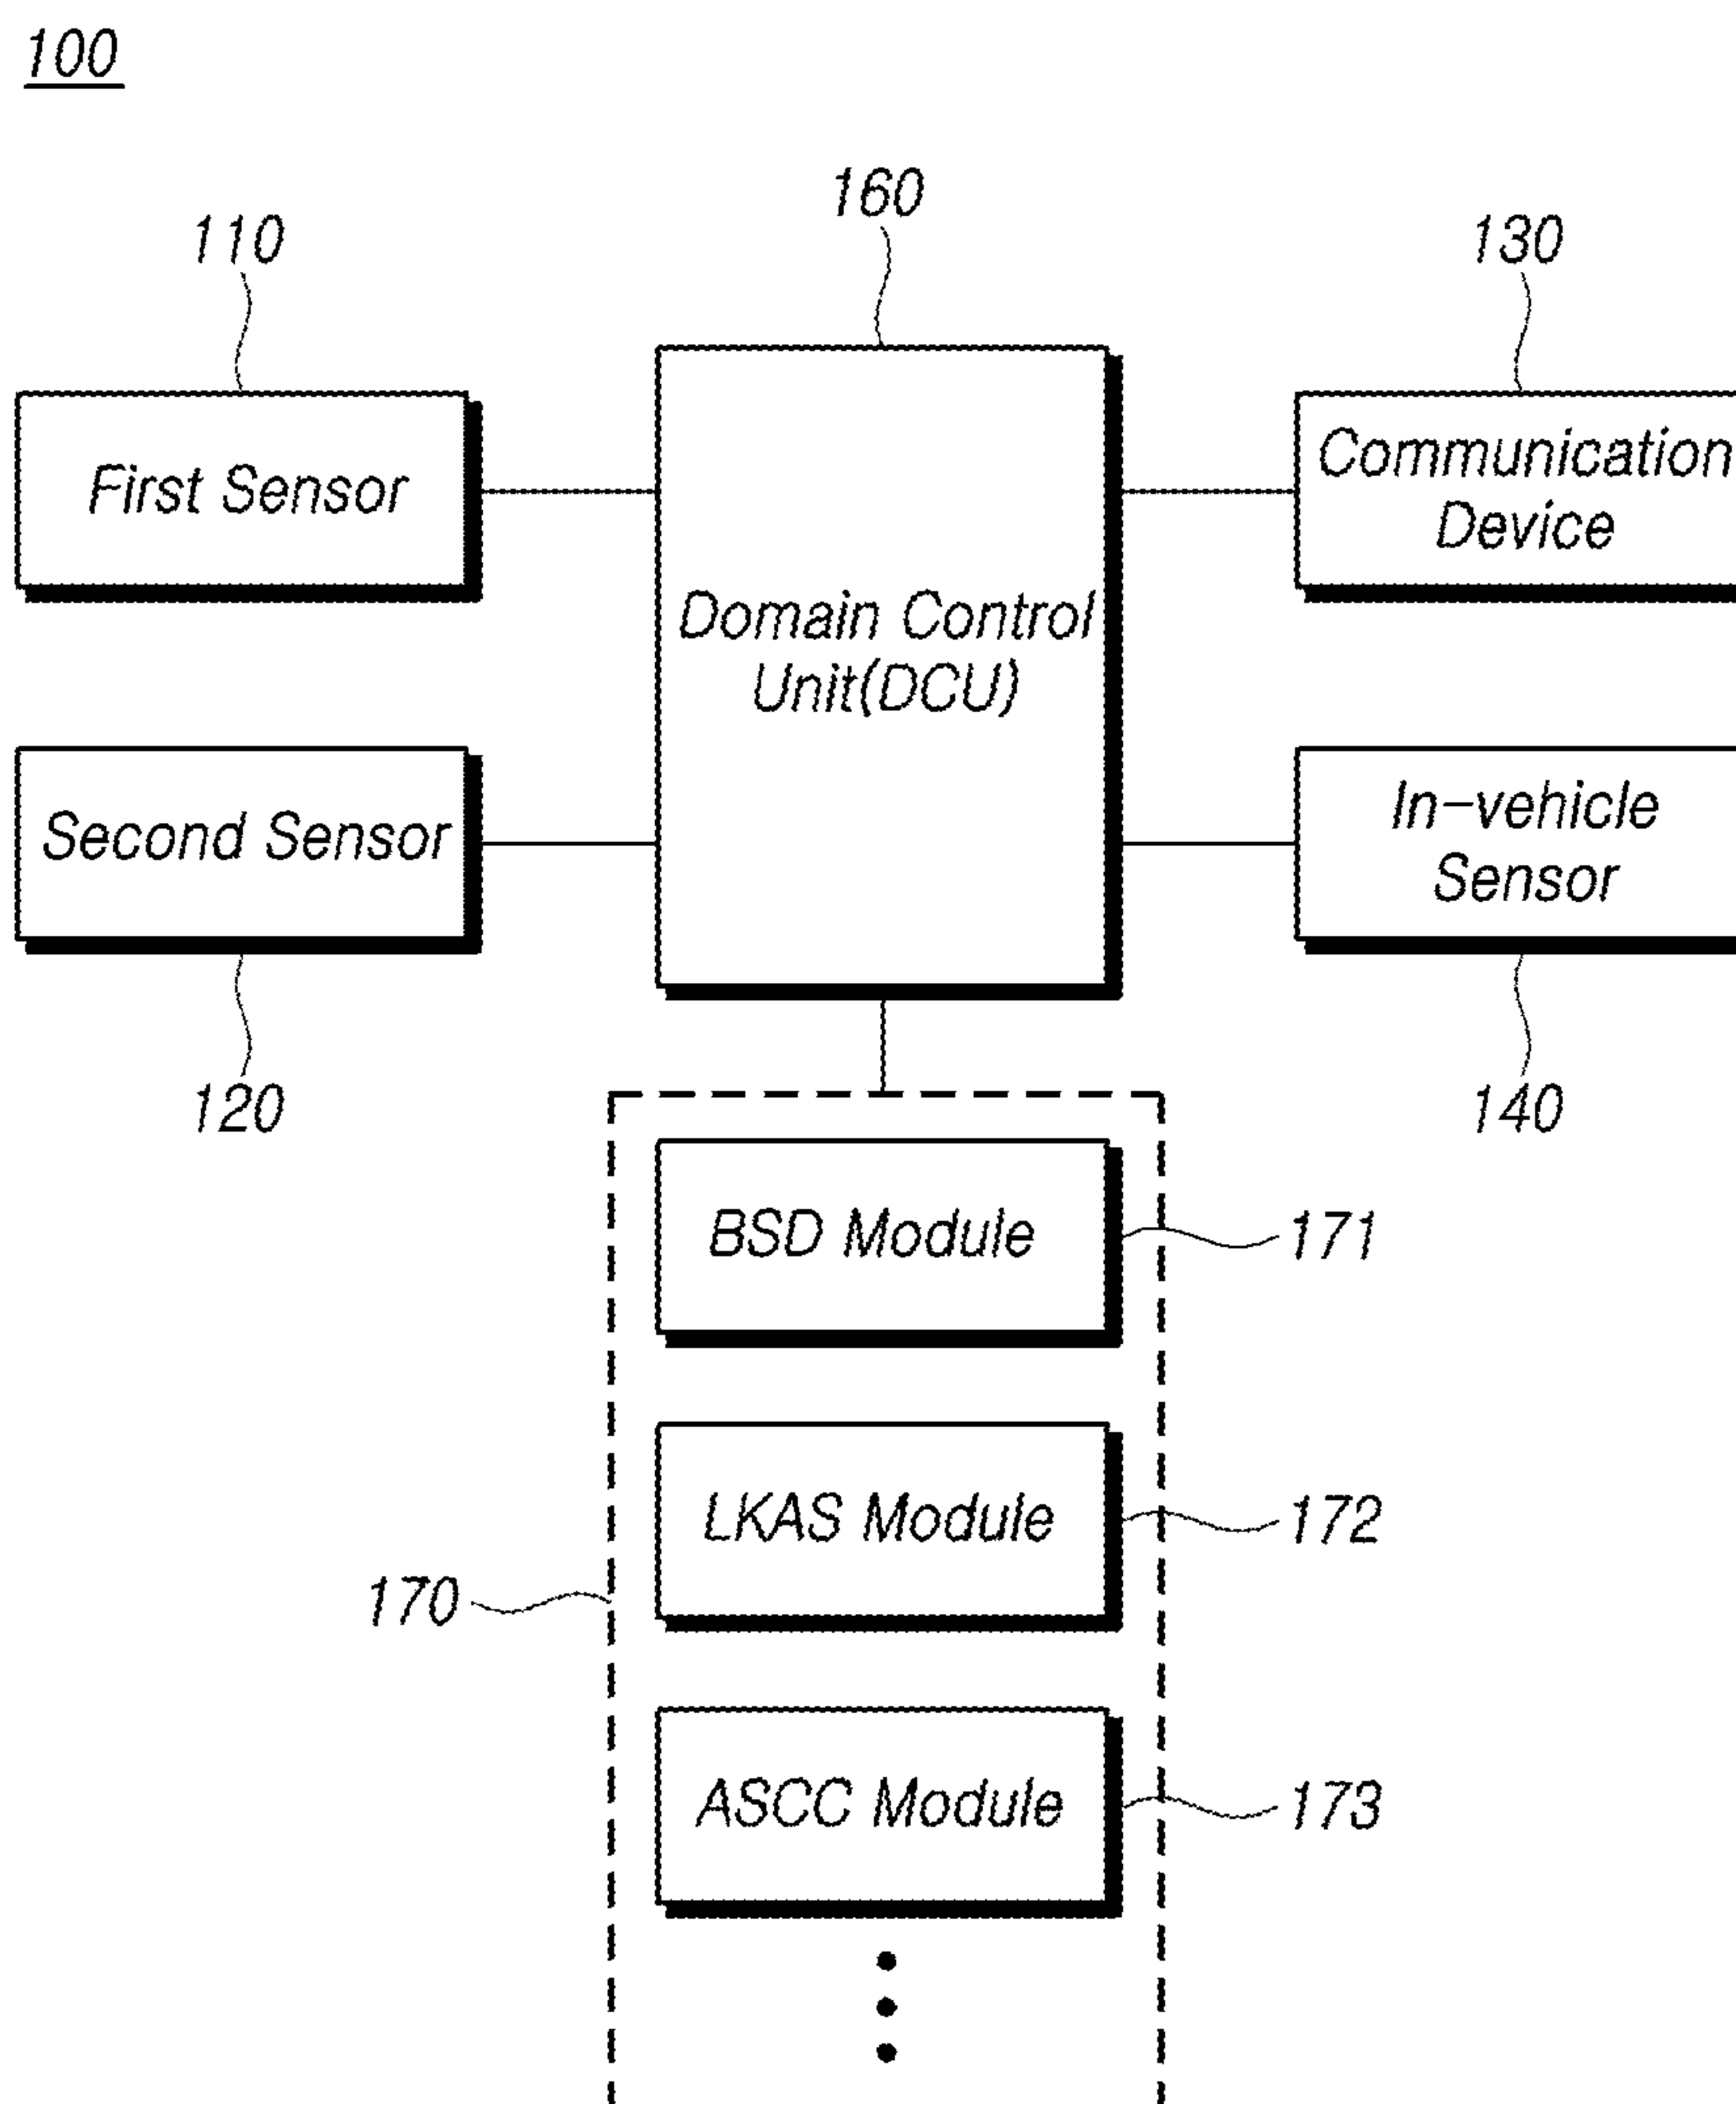 100
160
110
130
First Sensor
Communication
Device
Domain Control
Unit(DCU)
Second Sensor
In-vehicle
Sensor
120
140
BSD Module
171
LKAS Module
172
170
ASCC Module
173